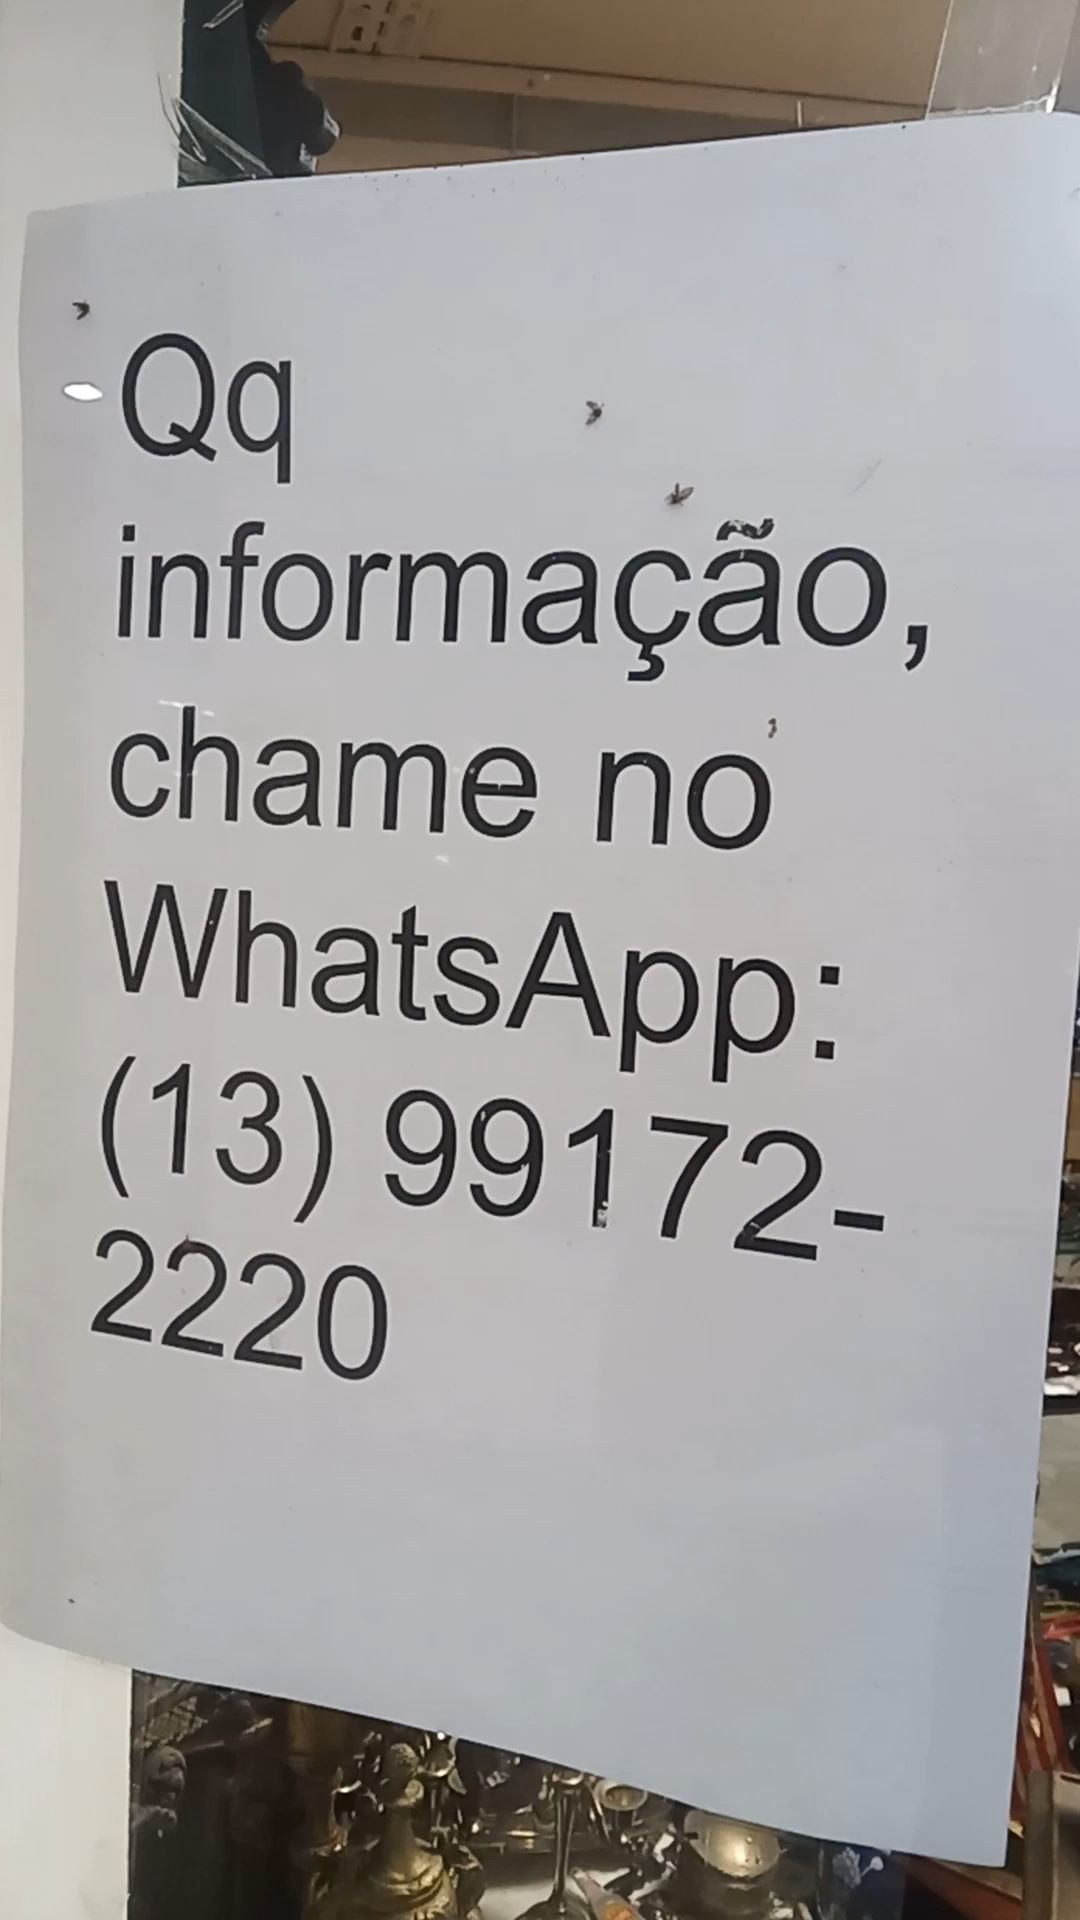 Qq
informação,
chame no
WhatsApp:
(13) 99172-
2220